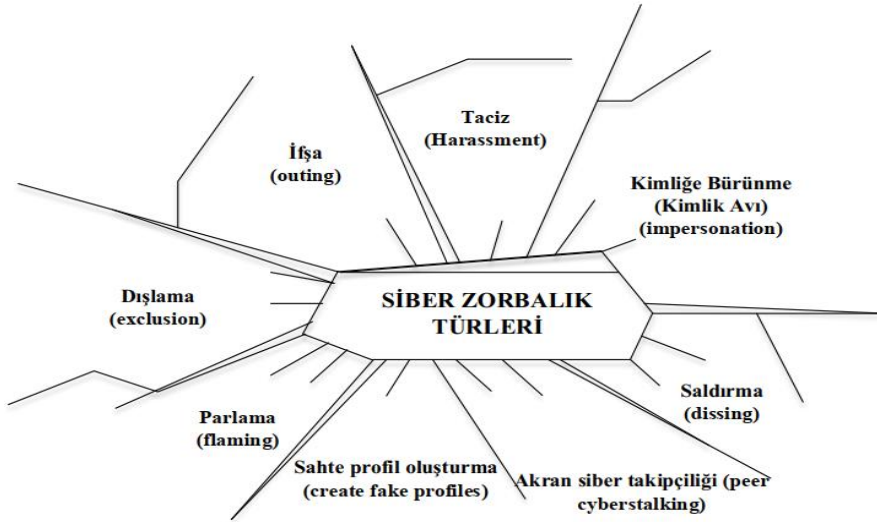 Taciz
(Harassment)
İfşa
(outing)
Kimliğe Bürünme
(Kimlik Avı)
(impersonation)
Dışlama
(exclusion)
SİBER ZORBALIK
TÜRLERİ
Saldırma
(dissing)
Parlama
(flaming)
Sahte profil oluşturma
(create fake profiles)
Akran siber takipçiliği (peer
cyberstalking)